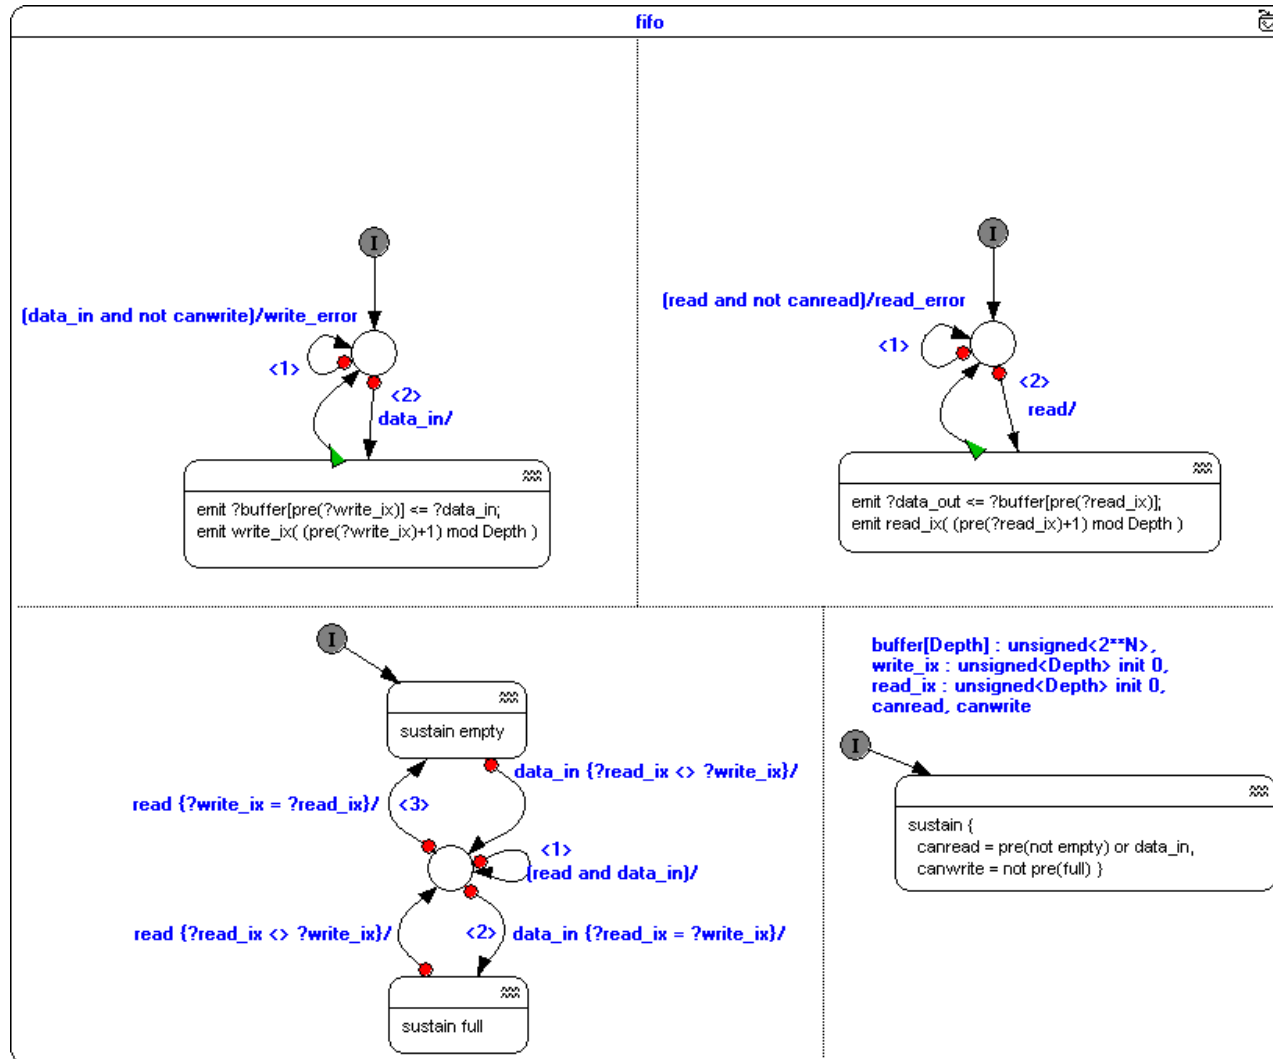 fifo
I
(data_in and not canwrite)/write_error
<1>
<2>
data_in/
emit ?buffer[pre(?write_ix)] <= ?data_in;
emit write_ix( (pre(?write_ix)+1) mod Depth )
I
(read and not canread)/read_error
<1>
<2>
read/
emit ?data_out <= ?buffer[pre(?read_ix)];
emit read_ix( (pre(?read_ix)+1) mod Depth )
I
sustain empty
data_in {?read_ix <> ?write_ix}/
read {?write_ix = ?read_ix}/ <3>
<1>
(read and data_in)/
read {?read_ix <> ?write_ix}/
<2> data_in {?read_ix = ?write_ix}/
sustain full
buffer[Depth] : unsigned<2**N>,
write_ix : unsigned<Depth> init 0,
read_ix : unsigned<Depth> init 0,
canread, canwrite
I
sustain {
canread = pre(not empty) or data_in,
canwrite = not pre(full) }